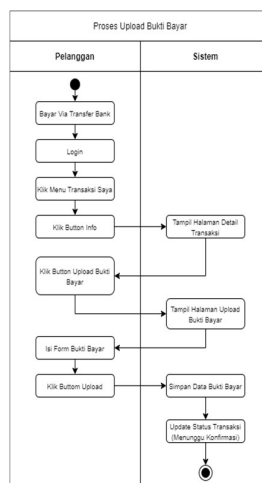 Proses Upload Bukti Bayar
Pelanggan
Sistem
Bayar Via Transfer Bank
Login
Klik Menu Transaksi Saya
Klik Button Info
Tampil Halaman Detail
Transaksi
Klik Button Upload Bukti
Bayar
Tampil Halaman Upload
Bukti Bayar
Isi Form Bukti Bayar
Klik Buttom Upload
Simpan Data Bukti Bayar
Update Status Transaksi
(Menunggu Konfirmasi)